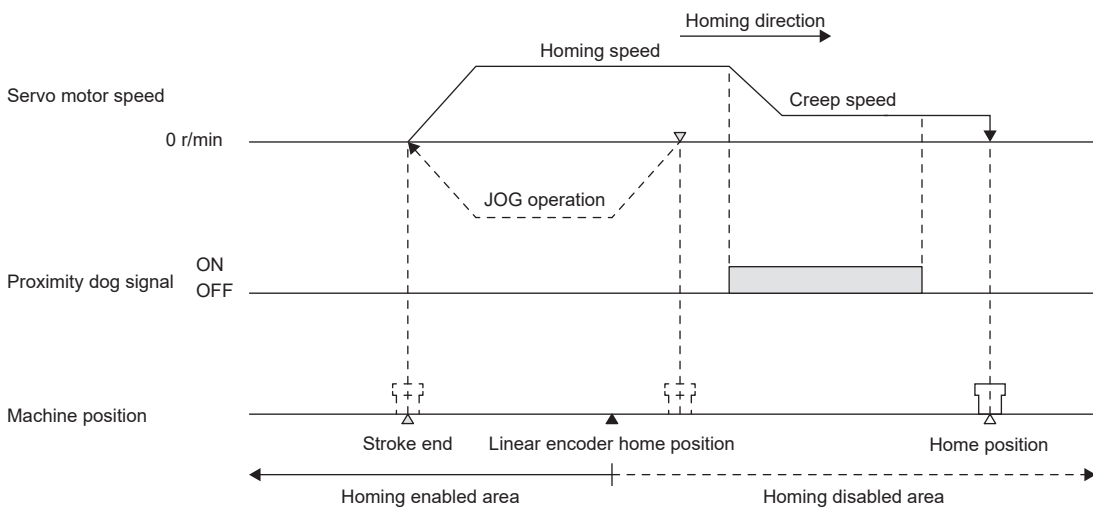 Homing direction
Homing speed
Servo motor speed
Creep speed
0 r/min
JOG operation
ON
Proximity dog signal
OFF
Machine position
Stroke end
Linear encoder home position
Home position
Homing enabled area
Homing disabled area